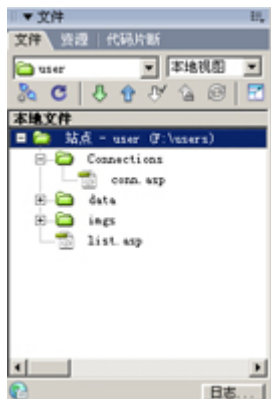 文件
文件 资源 代码片断
user 本地视图
本地文件
站点 - user (F:\users)
Connections
conn.asp
data
imgs
list.asp
日志...